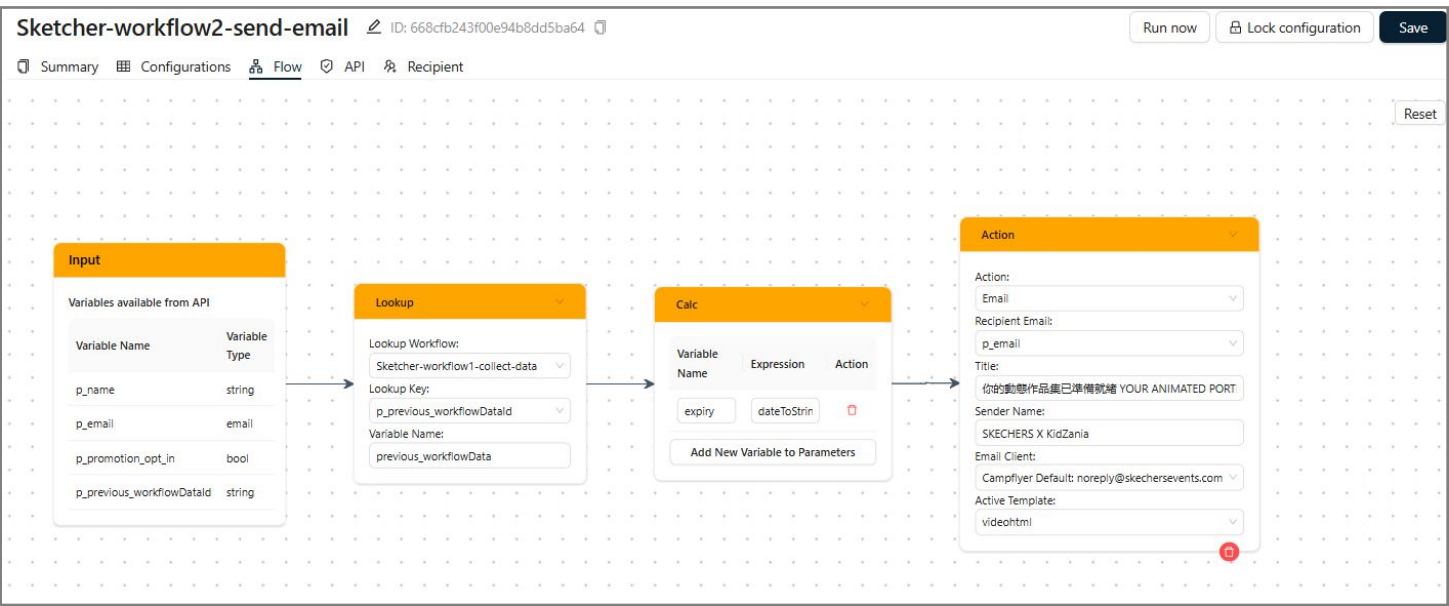 Sketcher-workflow2-send-email ID: 668cfb243f00e94b8dd5ba64 Run now Lock configuration Save
Summary Configurations Flow API Recipient
Reset
Input
Variables available from API
Variable Name Variable Type
p_name string
p_email email
p_promotion_opt_in bool
p_previous_workflowDataId string
Lookup
Lookup Workflow:
Sketcher-workflow1-collect-data
Lookup Key:
p_previous_workflowDataId
Variable Name:
previous_workflowData
Calc
Variable Name Expression Action
expiry dateToStrin
Add New Variable to Parameters
Action
Action:
Email
Recipient Email:
p_email
Title:
你的動態作品集已準備就緒 YOUR ANIMATED PORT
Sender Name:
SKECHERS X KidZania
Email Client:
Campflyer Default: noreply@skechersevents.com
Active Template:
videohtml